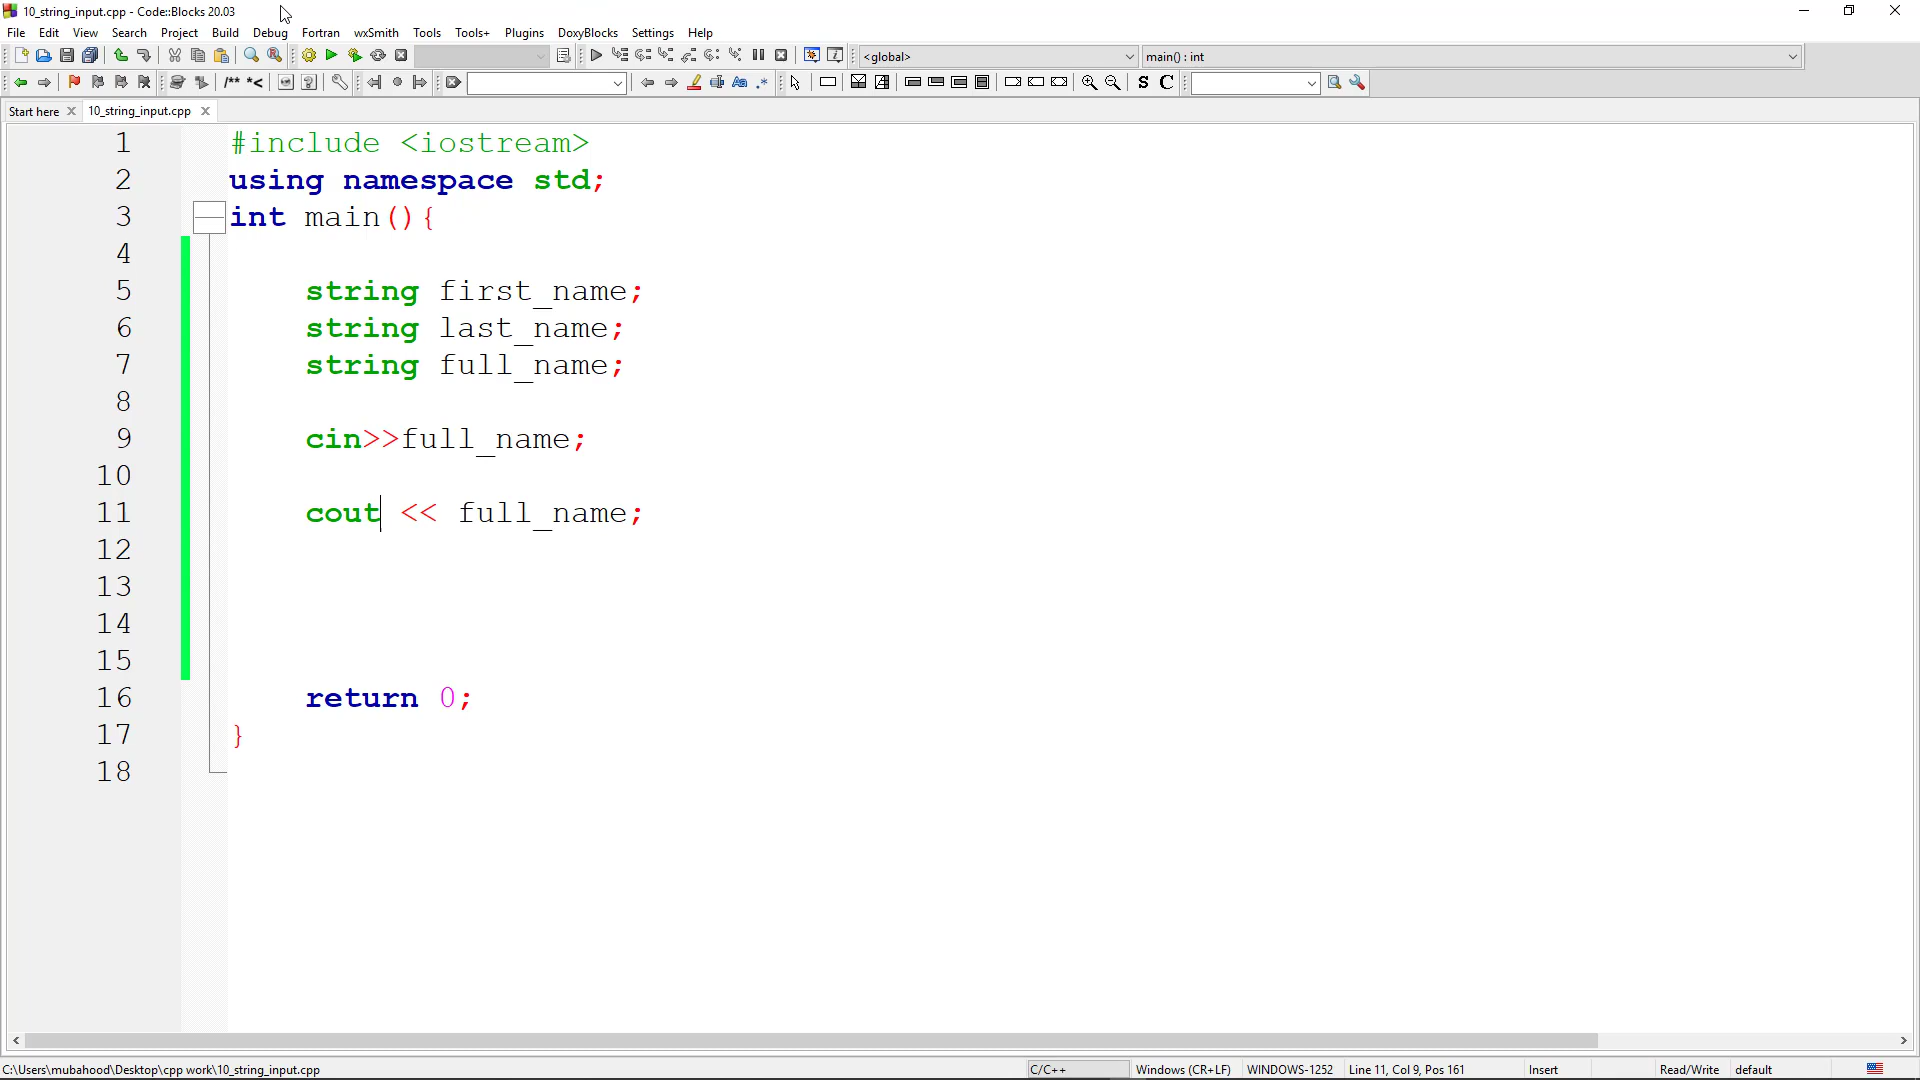 10_string_input.cpp - Code::Blocks 20.03
File Edit View Search Project Build Debug Fortran wxSmith Tools Tools+ Plugins DoxyBlocks Settings Help
<global> main() : int
/** *< Aa .* S C
Start here 10_string_input.cpp
1 #include <iostream>
2 using namespace std;
3 int main(){
4
5 string first_name;
6 string last_name;
7 string full_name;
8
9 cin>>full_name;
10
11 cout << full_name;
12
13
14
15
16 return 0;
17 }
18
C:\Users\mubahood\Desktop\cpp work\10_string_input.cpp C/C++ Windows (CR+LF) WINDOWS-1252 Line 11, Col 9, Pos 161 Insert Read/Write default